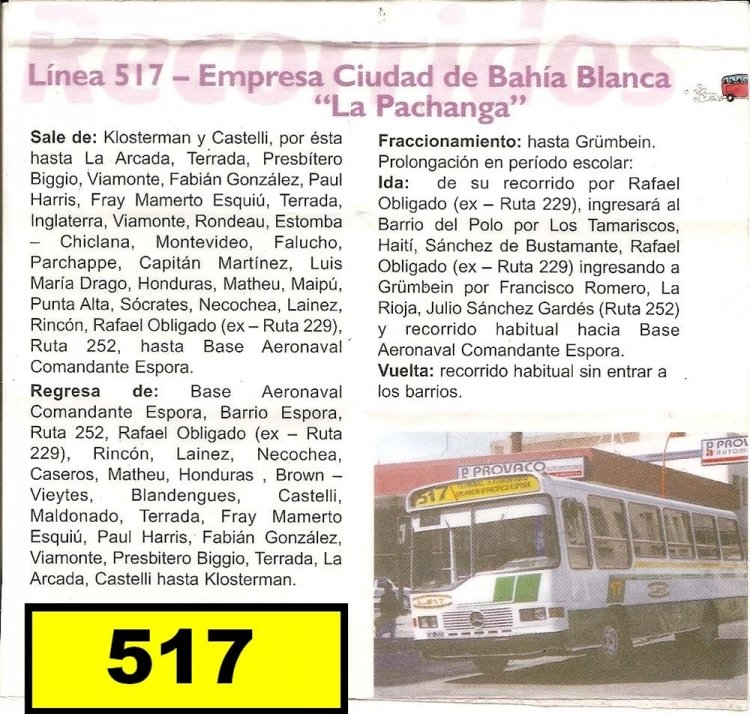 Recorridos
Línea 517 – Empresa Ciudad de Bahía Blanca
“La Pachanga”
Sale de: Klosterman y Castelli, por ésta
hasta La Arcada, Terrada, Presbítero
Biggio, Viamonte, Fabián González, Paul
Harris, Fray Mamerto Esquiú, Terrada,
Inglaterra, Viamonte, Rondeau, Estomba
– Chiclana, Montevideo, Falucho,
Parchappe, Capitán Martínez, Luis
María Drago, Honduras, Matheu, Maipú,
Punta Alta, Sócrates, Necochea, Lainez,
Rincón, Rafael Obligado (ex – Ruta 229),
Ruta 252, hasta Base Aeronaval
Comandante Espora.
Regresa de: Base Aeronaval
Comandante Espora, Barrio Espora,
Ruta 252, Rafael Obligado (ex – Ruta
229), Rincón, Lainez, Necochea,
Caseros, Matheu, Honduras , Brown –
Vieytes, Blandengues, Castelli,
Maldonado, Terrada, Fray Mamerto
Esquiú, Paul Harris, Fabián González,
Viamonte, Presbitero Biggio, Terrada, La
Arcada, Castelli hasta Klosterman.
517
Fraccionamiento: hasta Grümbein.
Prolongación en período escolar:
Ida: de su recorrido por Rafael
Obligado (ex – Ruta 229), ingresará al
Barrio del Polo por Los Tamariscos,
Haití, Sánchez de Bustamante, Rafael
Obligado (ex – Ruta 229) ingresando a
Grümbein por Francisco Romero, La
Rioja, Julio Sánchez Gardés (Ruta 252)
y recorrido habitual hacia Base
Aeronaval Comandante Espora.
Vuelta: recorrido habitual sin entrar a
los barrios.
PROVACO AUTOMOTORES
PROVA
AUTOMO
517
11